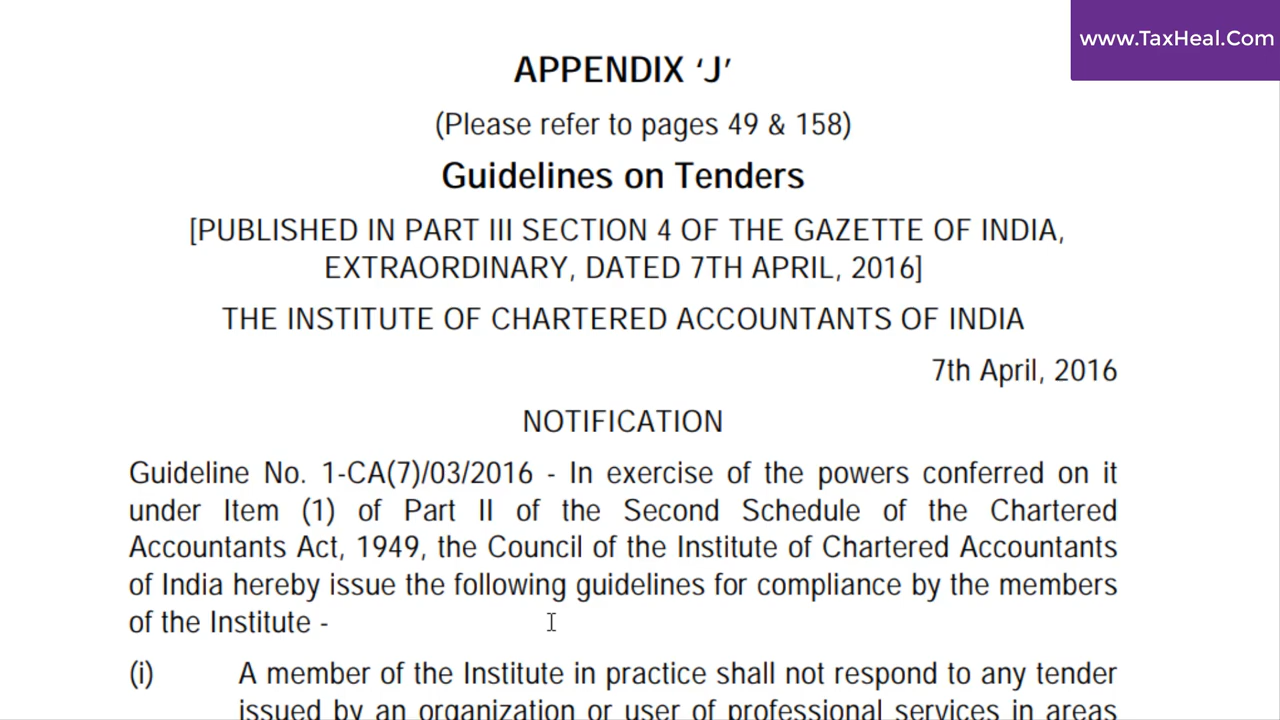 www.TaxHeal.Com
APPENDIX ‘J’
(Please refer to pages 49 & 158)
Guidelines on Tenders
[PUBLISHED IN PART III SECTION 4 OF THE GAZETTE OF INDIA,
EXTRAORDINARY, DATED 7TH APRIL, 2016]
THE INSTITUTE OF CHARTERED ACCOUNTANTS OF INDIA
7th April, 2016
NOTIFICATION
Guideline No. 1-CA(7)/03/2016 - In exercise of the powers conferred on it
under Item (1) of Part II of the Second Schedule of the Chartered
Accountants Act, 1949, the Council of the Institute of Chartered Accountants
of India hereby issue the following guidelines for compliance by the members
of the Institute -
(i) A member of the Institute in practice shall not respond to any tender
issued by an organization or user of professional services in areas